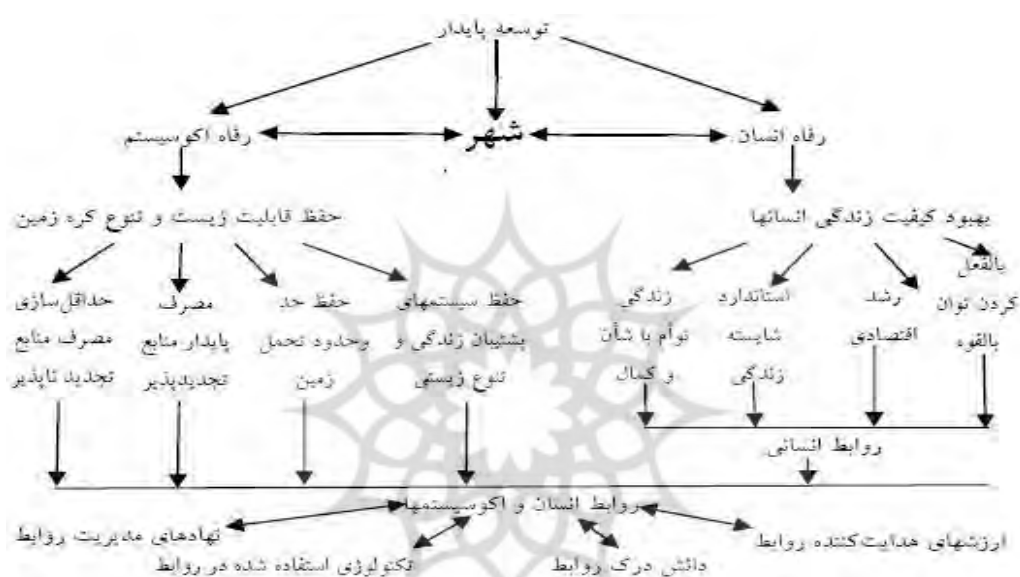 توسعه پایدار
رفاه انسان
شهر
رفاه اکوسیستم
بهبود کیفیت زندگی انسانها
حفظ قابلیت زیست و تنوع کره زمین
بالفعل
کردن توان
بالقوه
رشد
اقتصادی
استاندارد
شایسته
زندگی
زندگی
توأم با شأن
و کمال
حفظ سیستمهای
پشتیبان زندگی و
تنوع زیستی
حفظ حد
وحدود تحمل
زمین
مصرف
پایدار منابع
تجدیدپذیر
حداقل‌سازی
مصرف منابع
تجدید ناپذیر
روابط انسانی
روابط انسان و اکوسیستمها
ارزشهای هدایت‌کننده روابط
دانش درک روابط
تکنولوژی استفاده شده در روابط
نهادهای مدیریت روابط